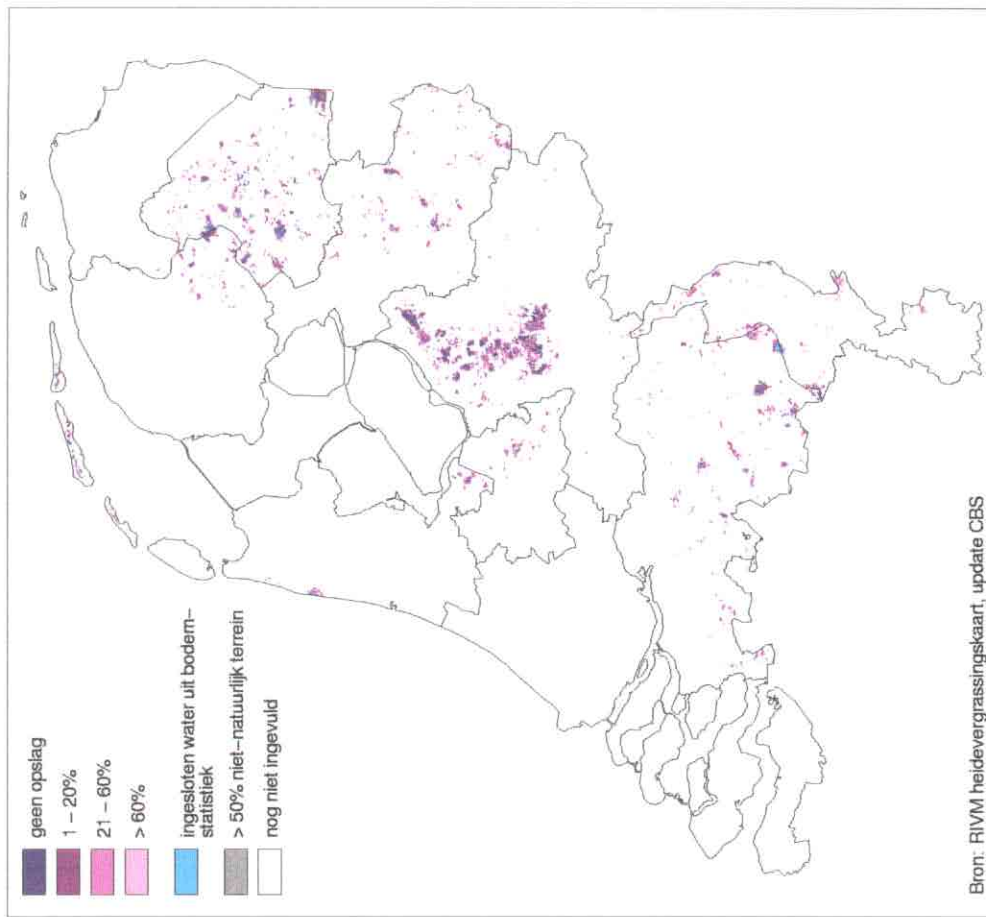 geen opslag
1 – 20%
21 – 60%
> 60%
ingesloten water uit bodem–
statistiek
> 50% niet–natuurlijk terrein
nog niet ingevuld
Bron: RIVM heidevergrassingskaart, update CBS